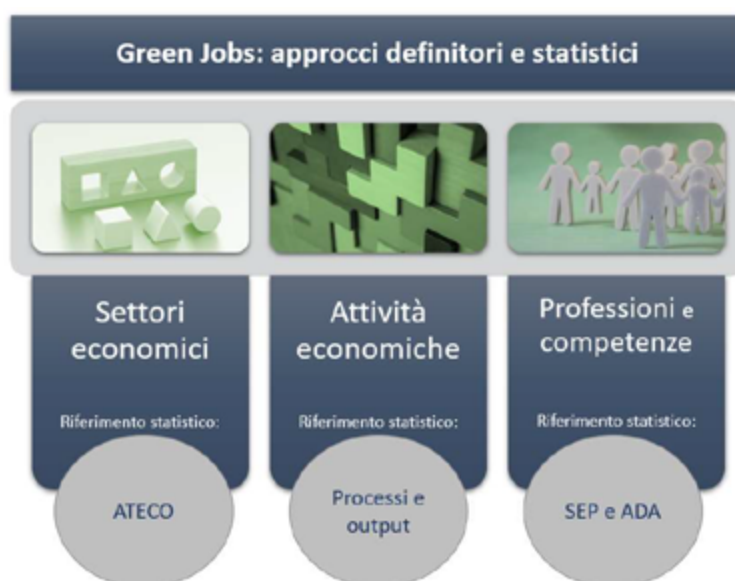 Green Jobs: approcci definitori e statistici
Settori
economici
Riferimento statistico:
ATECO
Attività
economiche
Riferimento statistico:
Processi e
output
Professioni e
competenze
Riferimento statistico:
SEP e ADA